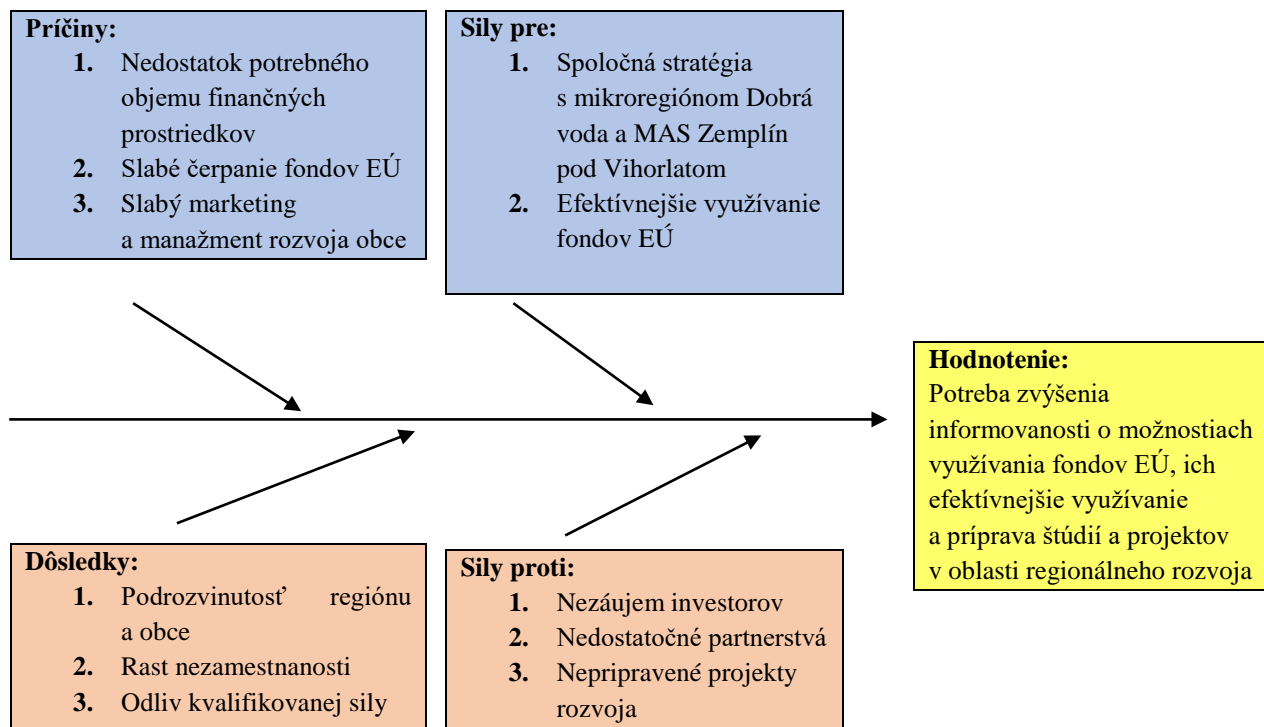 Príčiny:
1. Nedostatok potrebného
objemu finančných
prostriedkov
2. Slabé čerpanie fondov EÚ
3. Slabý marketing
a manažment rozvoja obce
Sily pre:
1. Spoločná stratégia
s mikroregiónom Dobrá
voda a MAS Zemplín
pod Vihorlatom
2. Efektívnejšie využívanie
fondov EÚ
Hodnotenie:
Potreba zvýšenia
informovanosti o možnostiach
využívania fondov EÚ, ich
efektívnejšie využívanie
a príprava štúdií a projektov
v oblasti regionálneho rozvoja
Dôsledky:
1. Podrozvinutosť regiónu
a obce
2. Rast nezamestnanosti
3. Odliv kvalifikovanej sily
Sily proti:
1. Nezáujem investorov
2. Nedostatočné partnerstvá
3. Nepripravené projekty
rozvoja